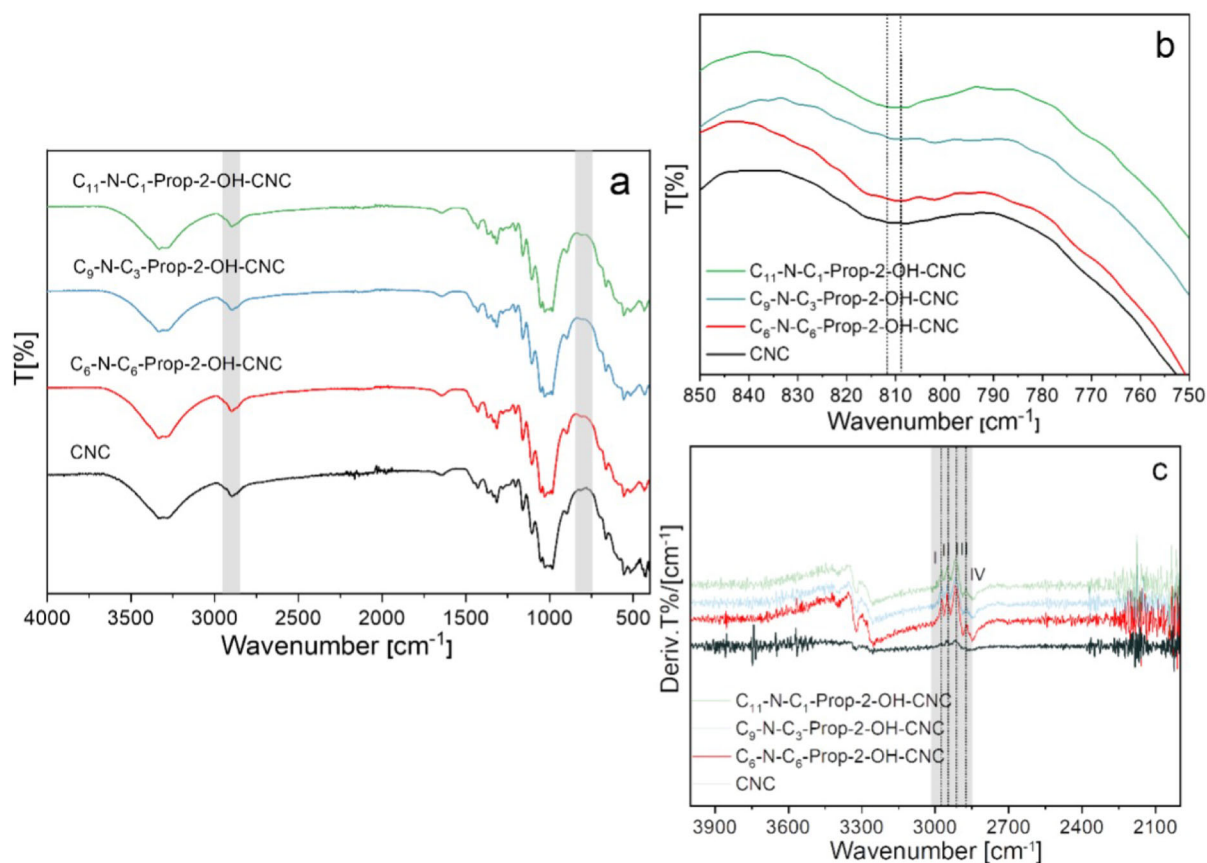 a
C₁₁-N-C₁-Prop-2-OH-CNC
C₉-N-C₃-Prop-2-OH-CNC
C₆-N-C₆-Prop-2-OH-CNC
CNC
T[%]
4000 3500 3000 2500 2000 1500 1000 500
Wavenumber [cm⁻¹]
b
T[%]
C₁₁-N-C₁-Prop-2-OH-CNC
C₉-N-C₃-Prop-2-OH-CNC
C₆-N-C₆-Prop-2-OH-CNC
CNC
850 840 830 820 810 800 790 780 770 760 750
Wavenumber [cm⁻¹]
c
I II III
IV
Deriv. T%/[cm⁻¹]
C₁₁-N-C₁-Prop-2-OH-CNC
C₉-N-C₃-Prop-2-OH-CNC
C₆-N-C₆-Prop-2-OH-CNC
CNC
3900 3600 3300 3000 2700 2400 2100
Wavenumber [cm⁻¹]